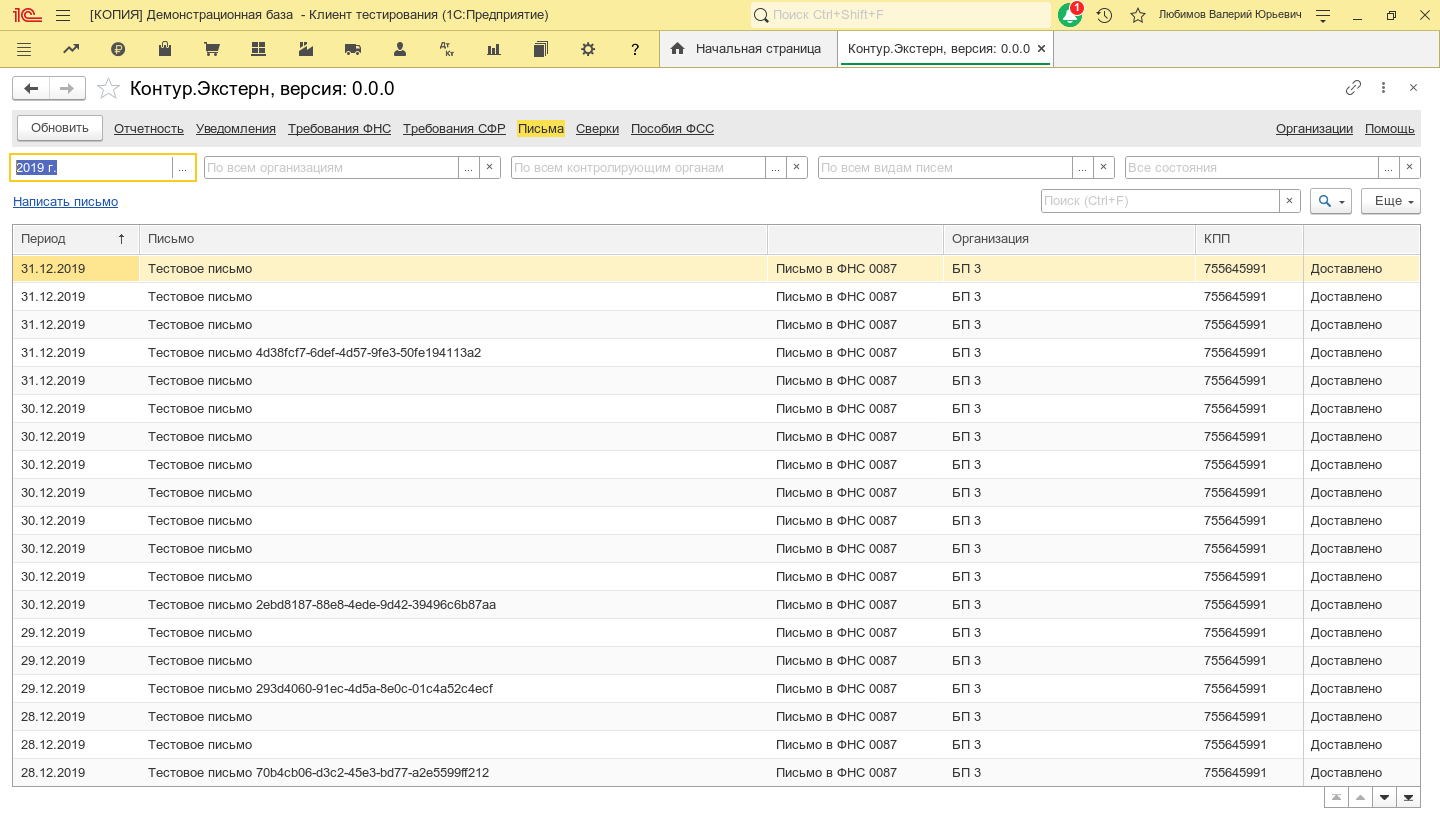 [КОПИЯ] Демонстрационная база - Клиент тестирования (1С:Предприятие) Поиск Ctrl+Shift+F 1 Любимов Валерий Юрьевич
Дт Кт ? Начальная страница Контур.Экстерн, версия: 0.0.0
Контур.Экстерн, версия: 0.0.0
Обновить Отчетность Уведомления Требования ФНС Требования СФР Письма Сверки Пособия ФСС Организации Помощь
2019 г. ... По всем организациям ... × По всем контролирующим органам ... × По всем видам писем ... × Все состояния ... ×
Написать письмо Поиск (Ctrl+F) × Еще
Период ↑ Письмо Организация КПП
31.12.2019 Тестовое письмо Письмо в ФНС 0087 БП 3 755645991 Доставлено
31.12.2019 Тестовое письмо Письмо в ФНС 0087 БП 3 755645991 Доставлено
31.12.2019 Тестовое письмо Письмо в ФНС 0087 БП 3 755645991 Доставлено
31.12.2019 Тестовое письмо 4d38fcf7-6def-4d57-9fe3-50fe194113a2 Письмо в ФНС 0087 БП 3 755645991 Доставлено
31.12.2019 Тестовое письмо Письмо в ФНС 0087 БП 3 755645991 Доставлено
30.12.2019 Тестовое письмо Письмо в ФНС 0087 БП 3 755645991 Доставлено
30.12.2019 Тестовое письмо Письмо в ФНС 0087 БП 3 755645991 Доставлено
30.12.2019 Тестовое письмо Письмо в ФНС 0087 БП 3 755645991 Доставлено
30.12.2019 Тестовое письмо Письмо в ФНС 0087 БП 3 755645991 Доставлено
30.12.2019 Тестовое письмо Письмо в ФНС 0087 БП 3 755645991 Доставлено
30.12.2019 Тестовое письмо Письмо в ФНС 0087 БП 3 755645991 Доставлено
30.12.2019 Тестовое письмо Письмо в ФНС 0087 БП 3 755645991 Доставлено
30.12.2019 Тестовое письмо 2ebd8187-88e8-4ede-9d42-39496c6b87aa Письмо в ФНС 0087 БП 3 755645991 Доставлено
29.12.2019 Тестовое письмо Письмо в ФНС 0087 БП 3 755645991 Доставлено
29.12.2019 Тестовое письмо Письмо в ФНС 0087 БП 3 755645991 Доставлено
29.12.2019 Тестовое письмо 293d4060-91ec-4d5a-8e0c-01c4a52c4ecf Письмо в ФНС 0087 БП 3 755645991 Доставлено
28.12.2019 Тестовое письмо Письмо в ФНС 0087 БП 3 755645991 Доставлено
28.12.2019 Тестовое письмо Письмо в ФНС 0087 БП 3 755645991 Доставлено
28.12.2019 Тестовое письмо 70b4cb06-d3c2-45e3-bd77-a2e5599ff212 Письмо в ФНС 0087 БП 3 755645991 Доставлено